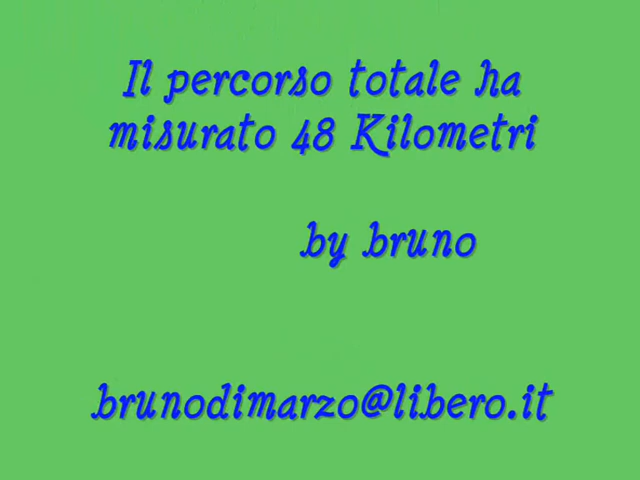 Il percorso totale ha
misurato 48 Kilometri
by bruno
brunodimarzo@libero.it